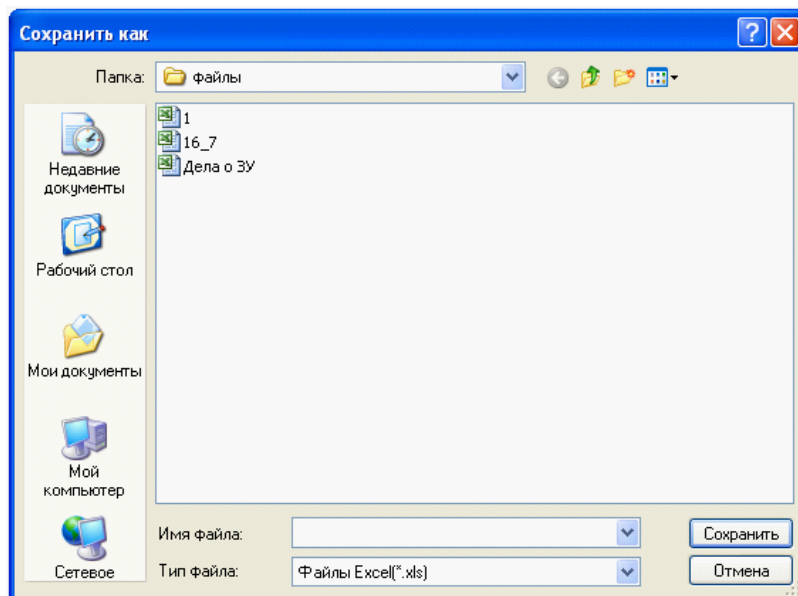 Сохранить как
Папка:
файлы
1
16_7
Дела о ЗУ
Недавние
документы
Рабочий стол
Мои документы
Мой
компьютер
Сетевое
Имя файла:
Сохранить
Тип файла:
Файлы Excel(*.xls)
Отмена